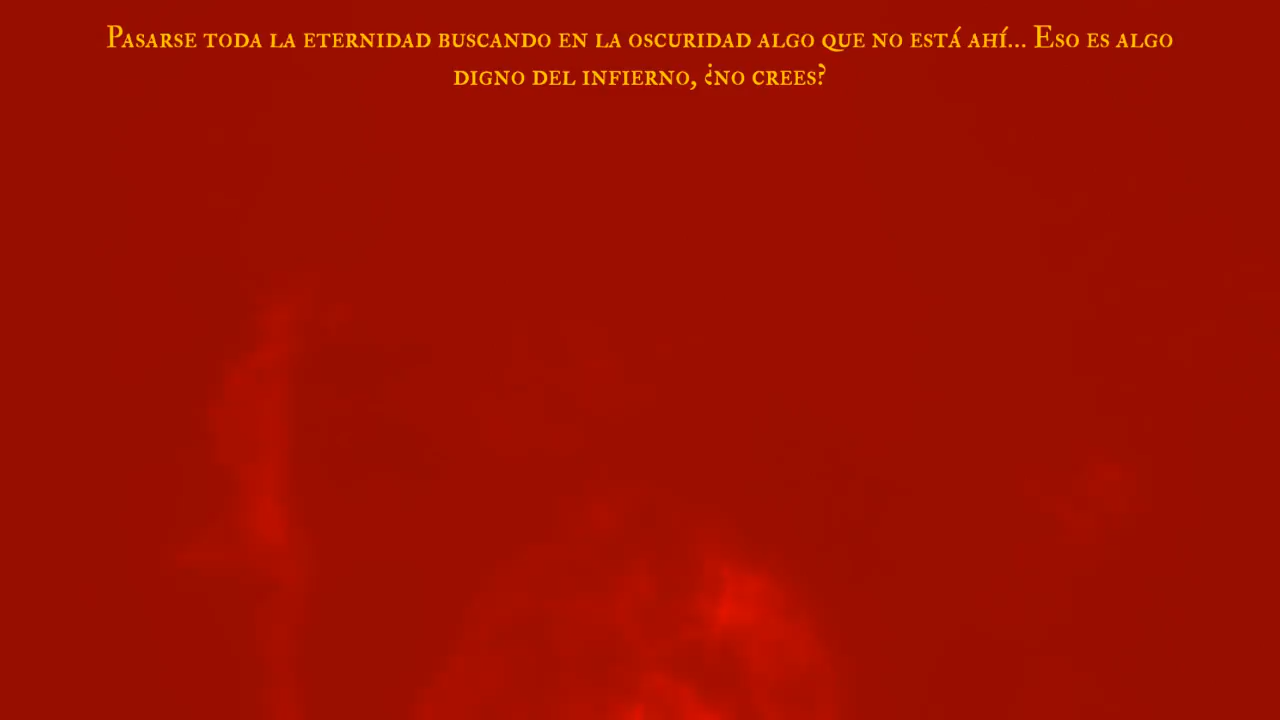 Pasarse toda la eternidad buscando en la oscuridad algo que no está ahí... Eso es algo
digno del infierno, ¿no crees?